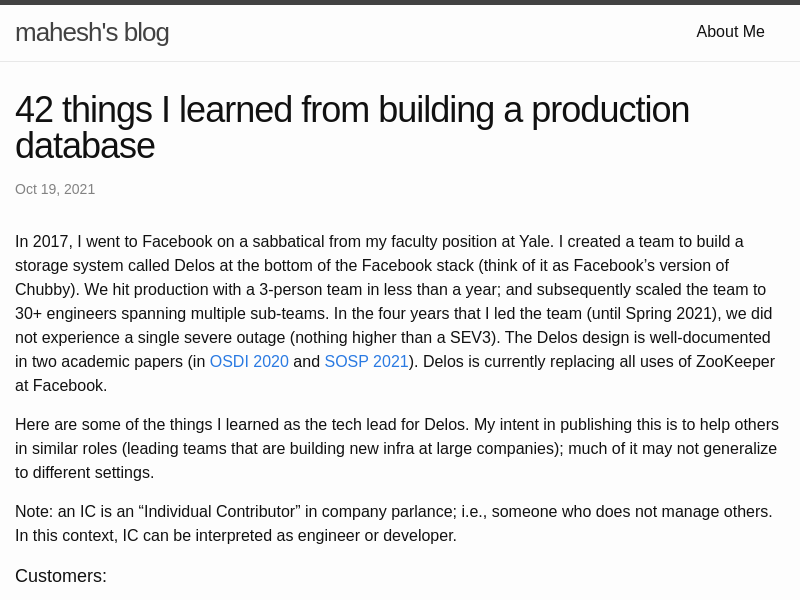 mahesh's blog
About Me
42 things I learned from building a production
database
Oct 19, 2021
In 2017, I went to Facebook on a sabbatical from my faculty position at Yale. I created a team to build a
storage system called Delos at the bottom of the Facebook stack (think of it as Facebook’s version of
Chubby). We hit production with a 3-person team in less than a year; and subsequently scaled the team to
30+ engineers spanning multiple sub-teams. In the four years that I led the team (until Spring 2021), we did
not experience a single severe outage (nothing higher than a SEV3). The Delos design is well-documented
in two academic papers (in OSDI 2020 and SOSP 2021). Delos is currently replacing all uses of ZooKeeper
at Facebook.
Here are some of the things I learned as the tech lead for Delos. My intent in publishing this is to help others
in similar roles (leading teams that are building new infra at large companies); much of it may not generalize
to different settings.
Note: an IC is an “Individual Contributor” in company parlance; i.e., someone who does not manage others.
In this context, IC can be interpreted as engineer or developer.
Customers: